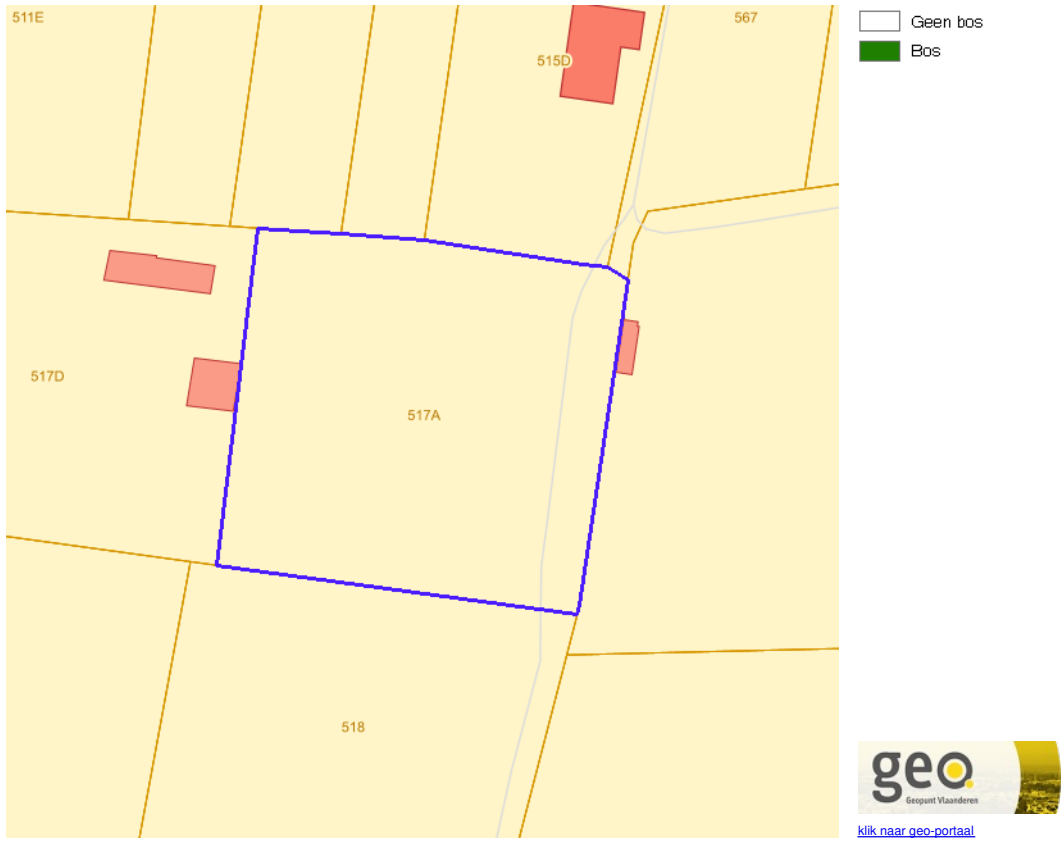 511E
567
515D
517D
517A
518
Geen bos
Bos
geo.
Geopunt Vlaanderen
klik naar geo-portaal